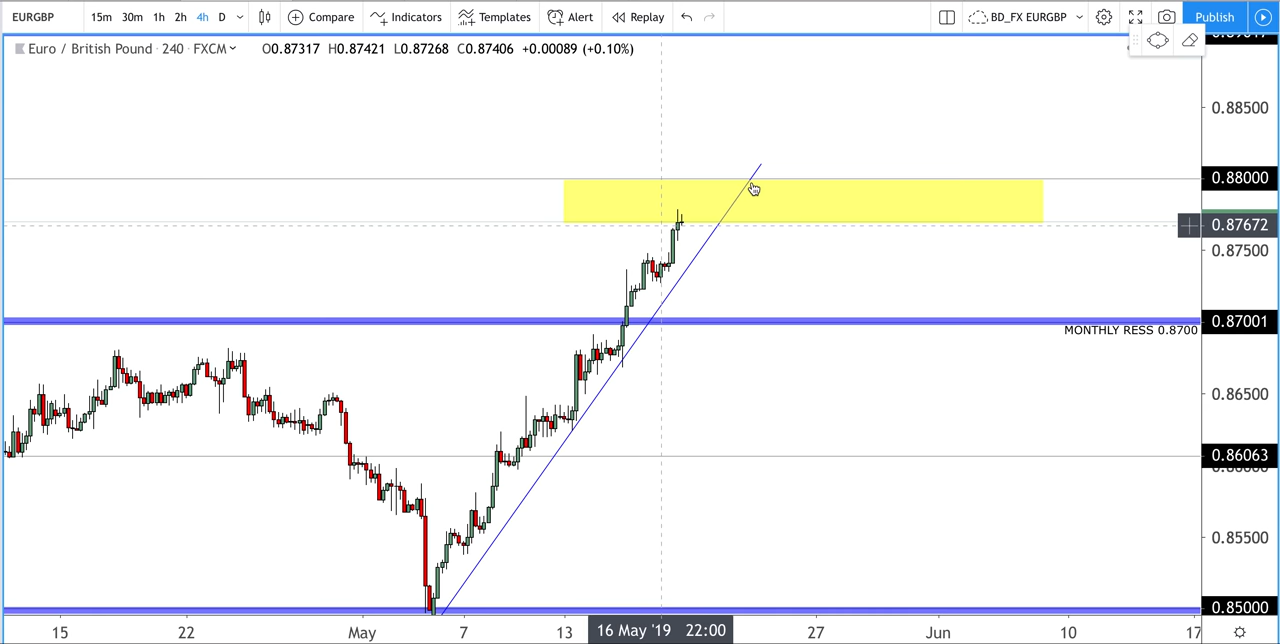 EURGBP 15m 30m 1h 2h 4h D Compare Indicators Templates Alert Replay BD_FX EURGBP Publish
Euro / British Pound · 240 · FXCM O0.87317 H0.87421 L0.87268 C0.87406 +0.00089 (+0.10%)
0.88500
0.88000
0.87672
0.87500
0.87001
MONTHLY RESS 0.8700
0.86500
0.86063
0.85500
0.85000
15 22 May 7 13 16 May '19 22:00 27 Jun 10 17